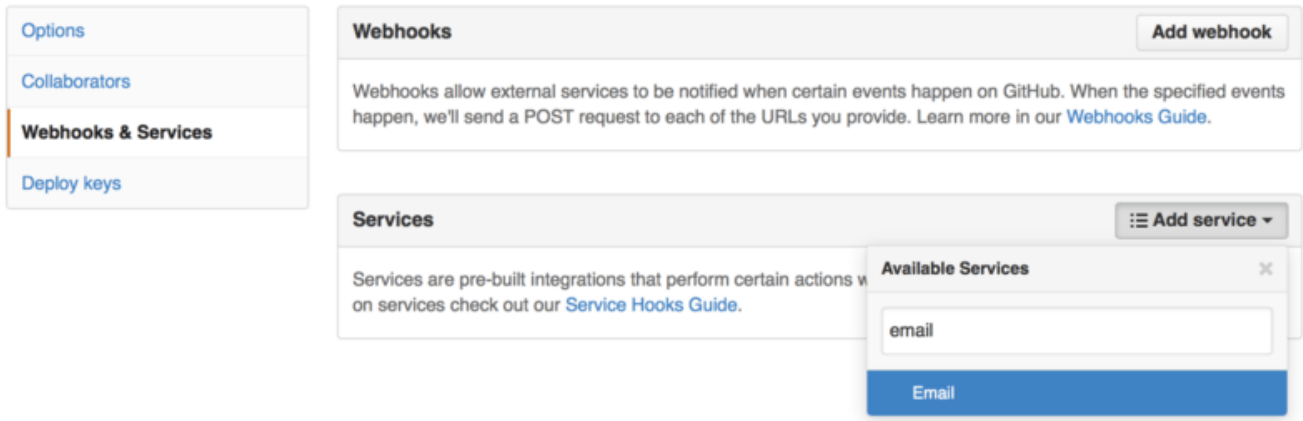 Options
Collaborators
Webhooks & Services
Deploy keys
Webhooks
Add webhook
Webhooks allow external services to be notified when certain events happen on GitHub. When the specified events
happen, we'll send a POST request to each of the URLs you provide. Learn more in our Webhooks Guide.
Services
Add service
Services are pre-built integrations that perform certain actions
on services check out our Service Hooks Guide.
Available Services
email
Email